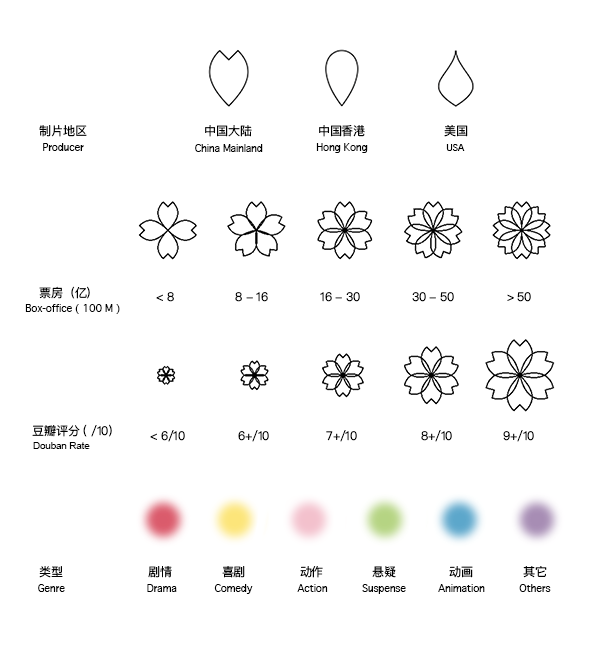 制片地区 中国大陆 中国香港 美国
Producer China Mainland Hong Kong USA
票房（亿） < 8 8 – 16 16 – 30 30 – 50 > 50
Box-office ( 100 M )
豆瓣评分 ( /10) < 6/10 6+/10 7+/10 8+/10 9+/10
Douban Rate
类型 剧情 喜剧 动作 悬疑 动画 其它
Genre Drama Comedy Action Suspense Animation Others